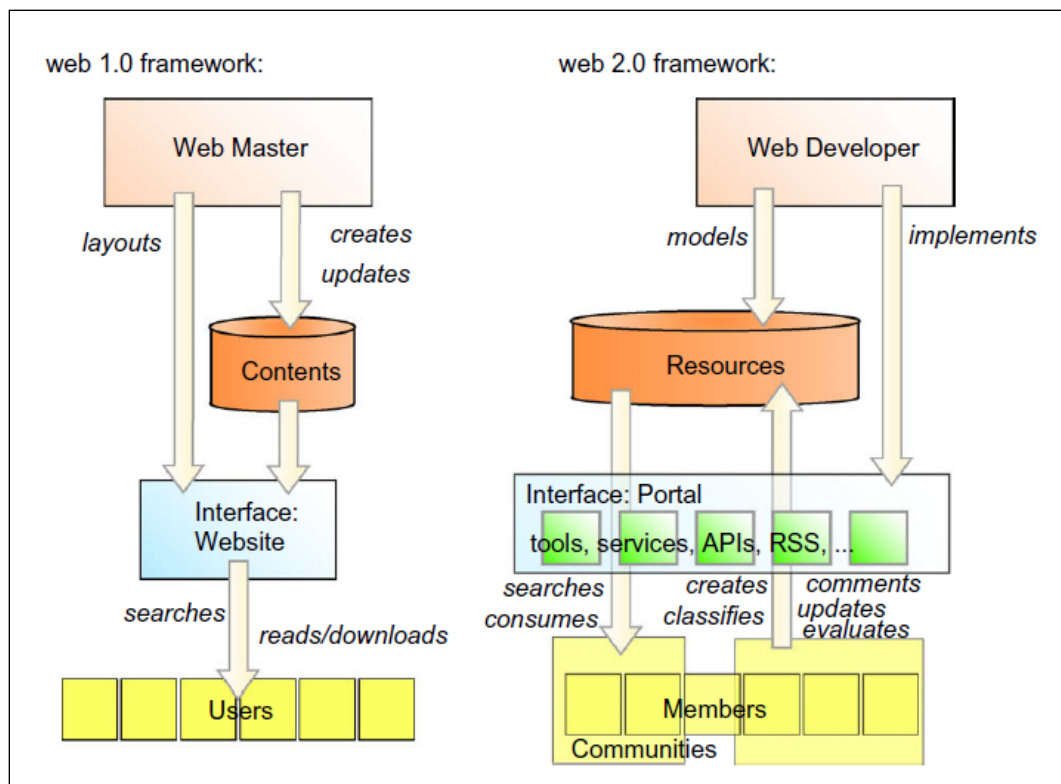 web 1.0 framework:
Web Master
layouts
creates
updates
Contents
Interface:
Website
searches
reads/downloads
Users
web 2.0 framework:
Web Developer
models
implements
Resources
Interface: Portal
tools, services, APIs, RSS, ...
searches
consumes
creates
classifies
comments
updates
evaluates
Members
Communities